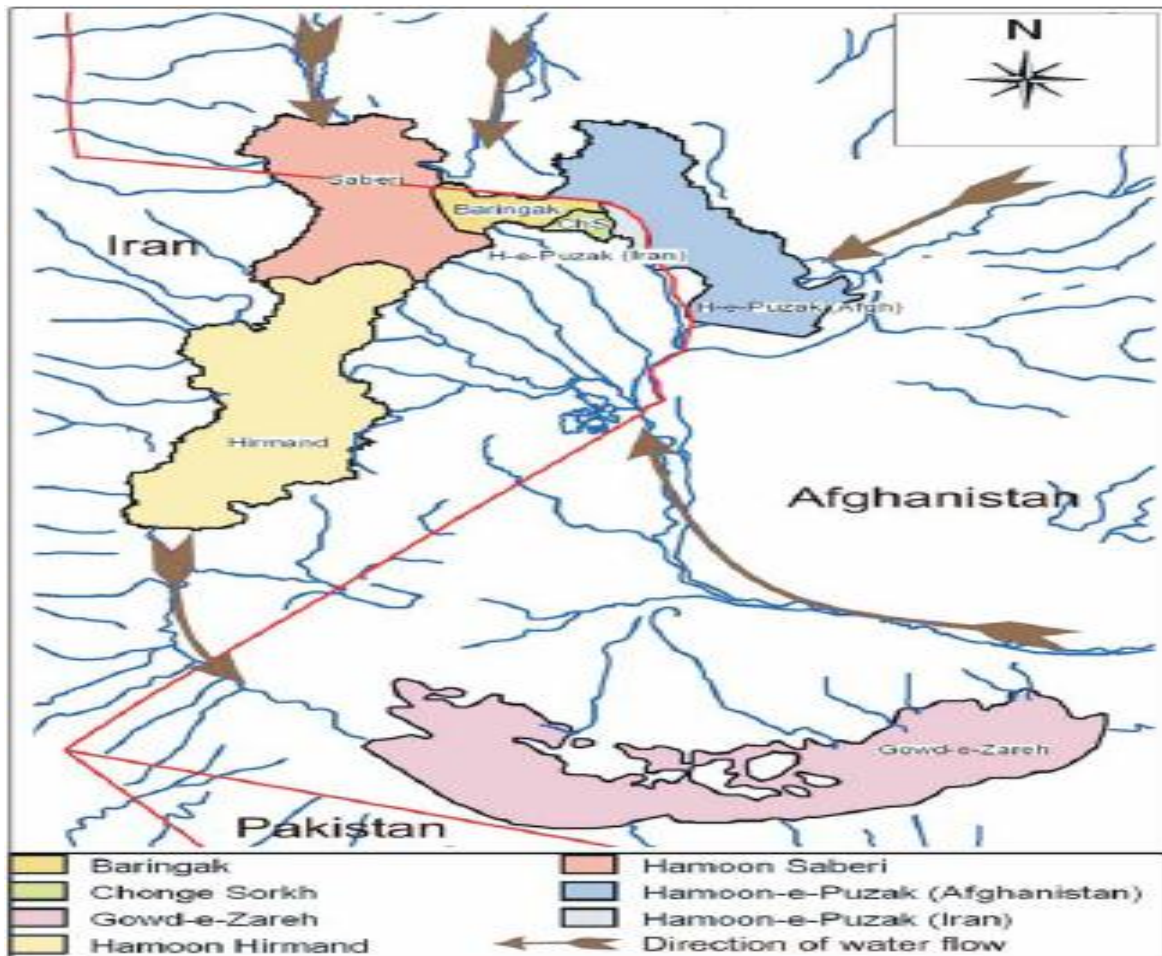 N
Saberi
Baringak
ChS
Iran
H-e-Puzak (Iran)
H-e-Puzak (Afgh)
Hirmand
Afghanistan
Gowd-e-Zareh
Pakistan
Baringak
Chonge Sorkh
Gowd-e-Zareh
Hamoon Hirmand
Hamoon Saberi
Hamoon-e-Puzak (Afghanistan)
Hamoon-e-Puzak (Iran)
Direction of water flow